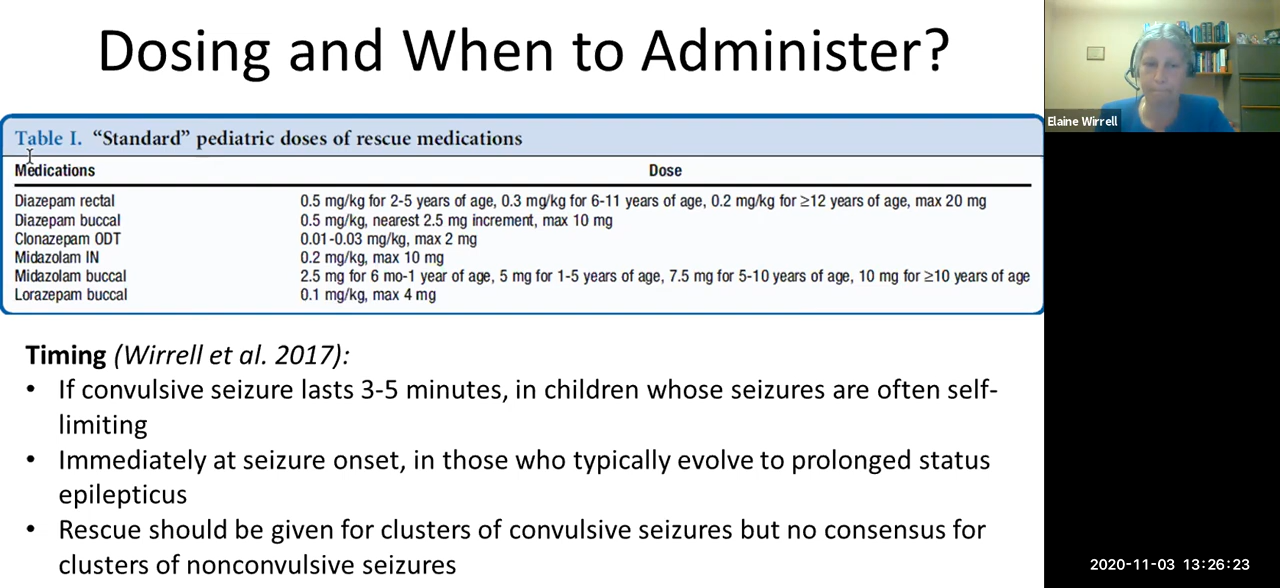 Dosing and When to Administer?
Elaine Wirrell
Table I. “Standard” pediatric doses of rescue medications
Medications Dose
Diazepam rectal 0.5 mg/kg for 2-5 years of age, 0.3 mg/kg for 6-11 years of age, 0.2 mg/kg for ≥12 years of age, max 20 mg
Diazepam buccal 0.5 mg/kg, nearest 2.5 mg increment, max 10 mg
Clonazepam ODT 0.01-0.03 mg/kg, max 2 mg
Midazolam IN 0.2 mg/kg, max 10 mg
Midazolam buccal 2.5 mg for 6 mo-1 year of age, 5 mg for 1-5 years of age, 7.5 mg for 5-10 years of age, 10 mg for ≥10 years of age
Lorazepam buccal 0.1 mg/kg, max 4 mg
Timing (Wirrell et al. 2017):
• If convulsive seizure lasts 3-5 minutes, in children whose seizures are often self-
limiting
• Immediately at seizure onset, in those who typically evolve to prolonged status
epilepticus
• Rescue should be given for clusters of convulsive seizures but no consensus for
clusters of nonconvulsive seizures
2020-11-03 13:26:23